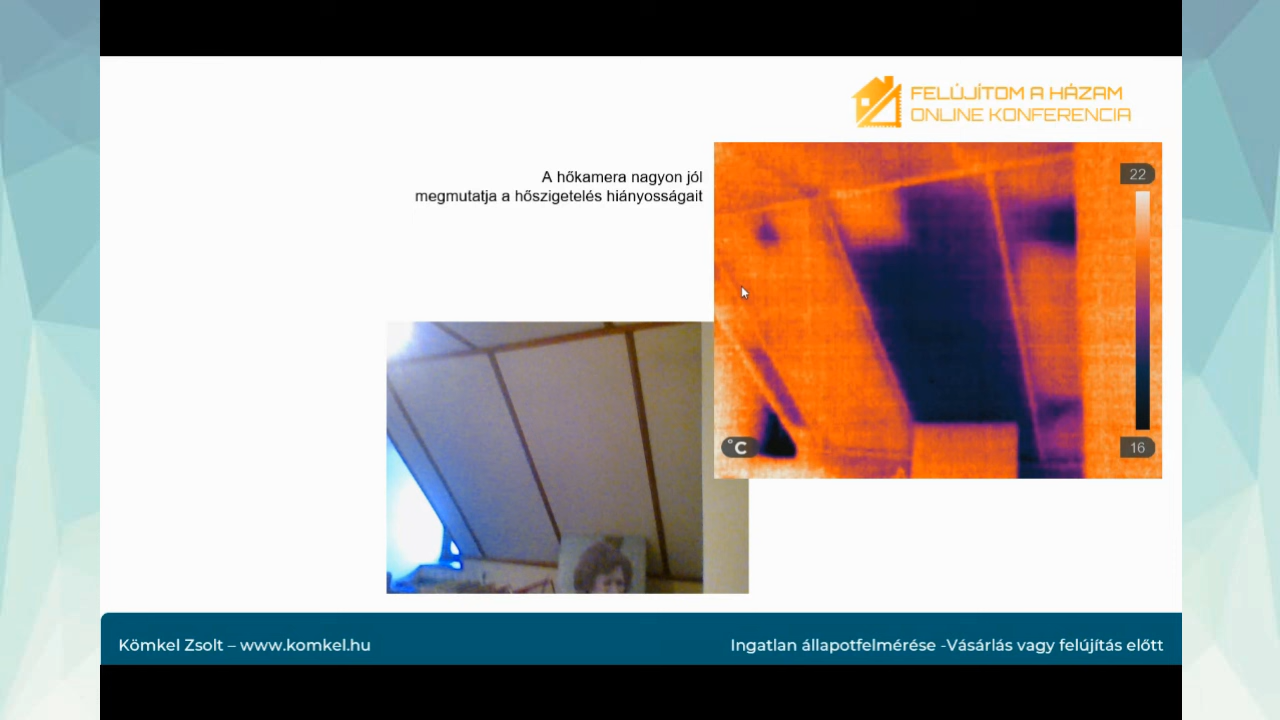 FELÚJÍTOM A HÁZAM
ONLINE KONFERENCIA
A hőkamera nagyon jól
megmutatja a hőszigetelés hiányosságait
22
°C
16
Kömkel Zsolt – www.komkel.hu
Ingatlan állapotfelmérése -Vásárlás vagy felújítás előtt